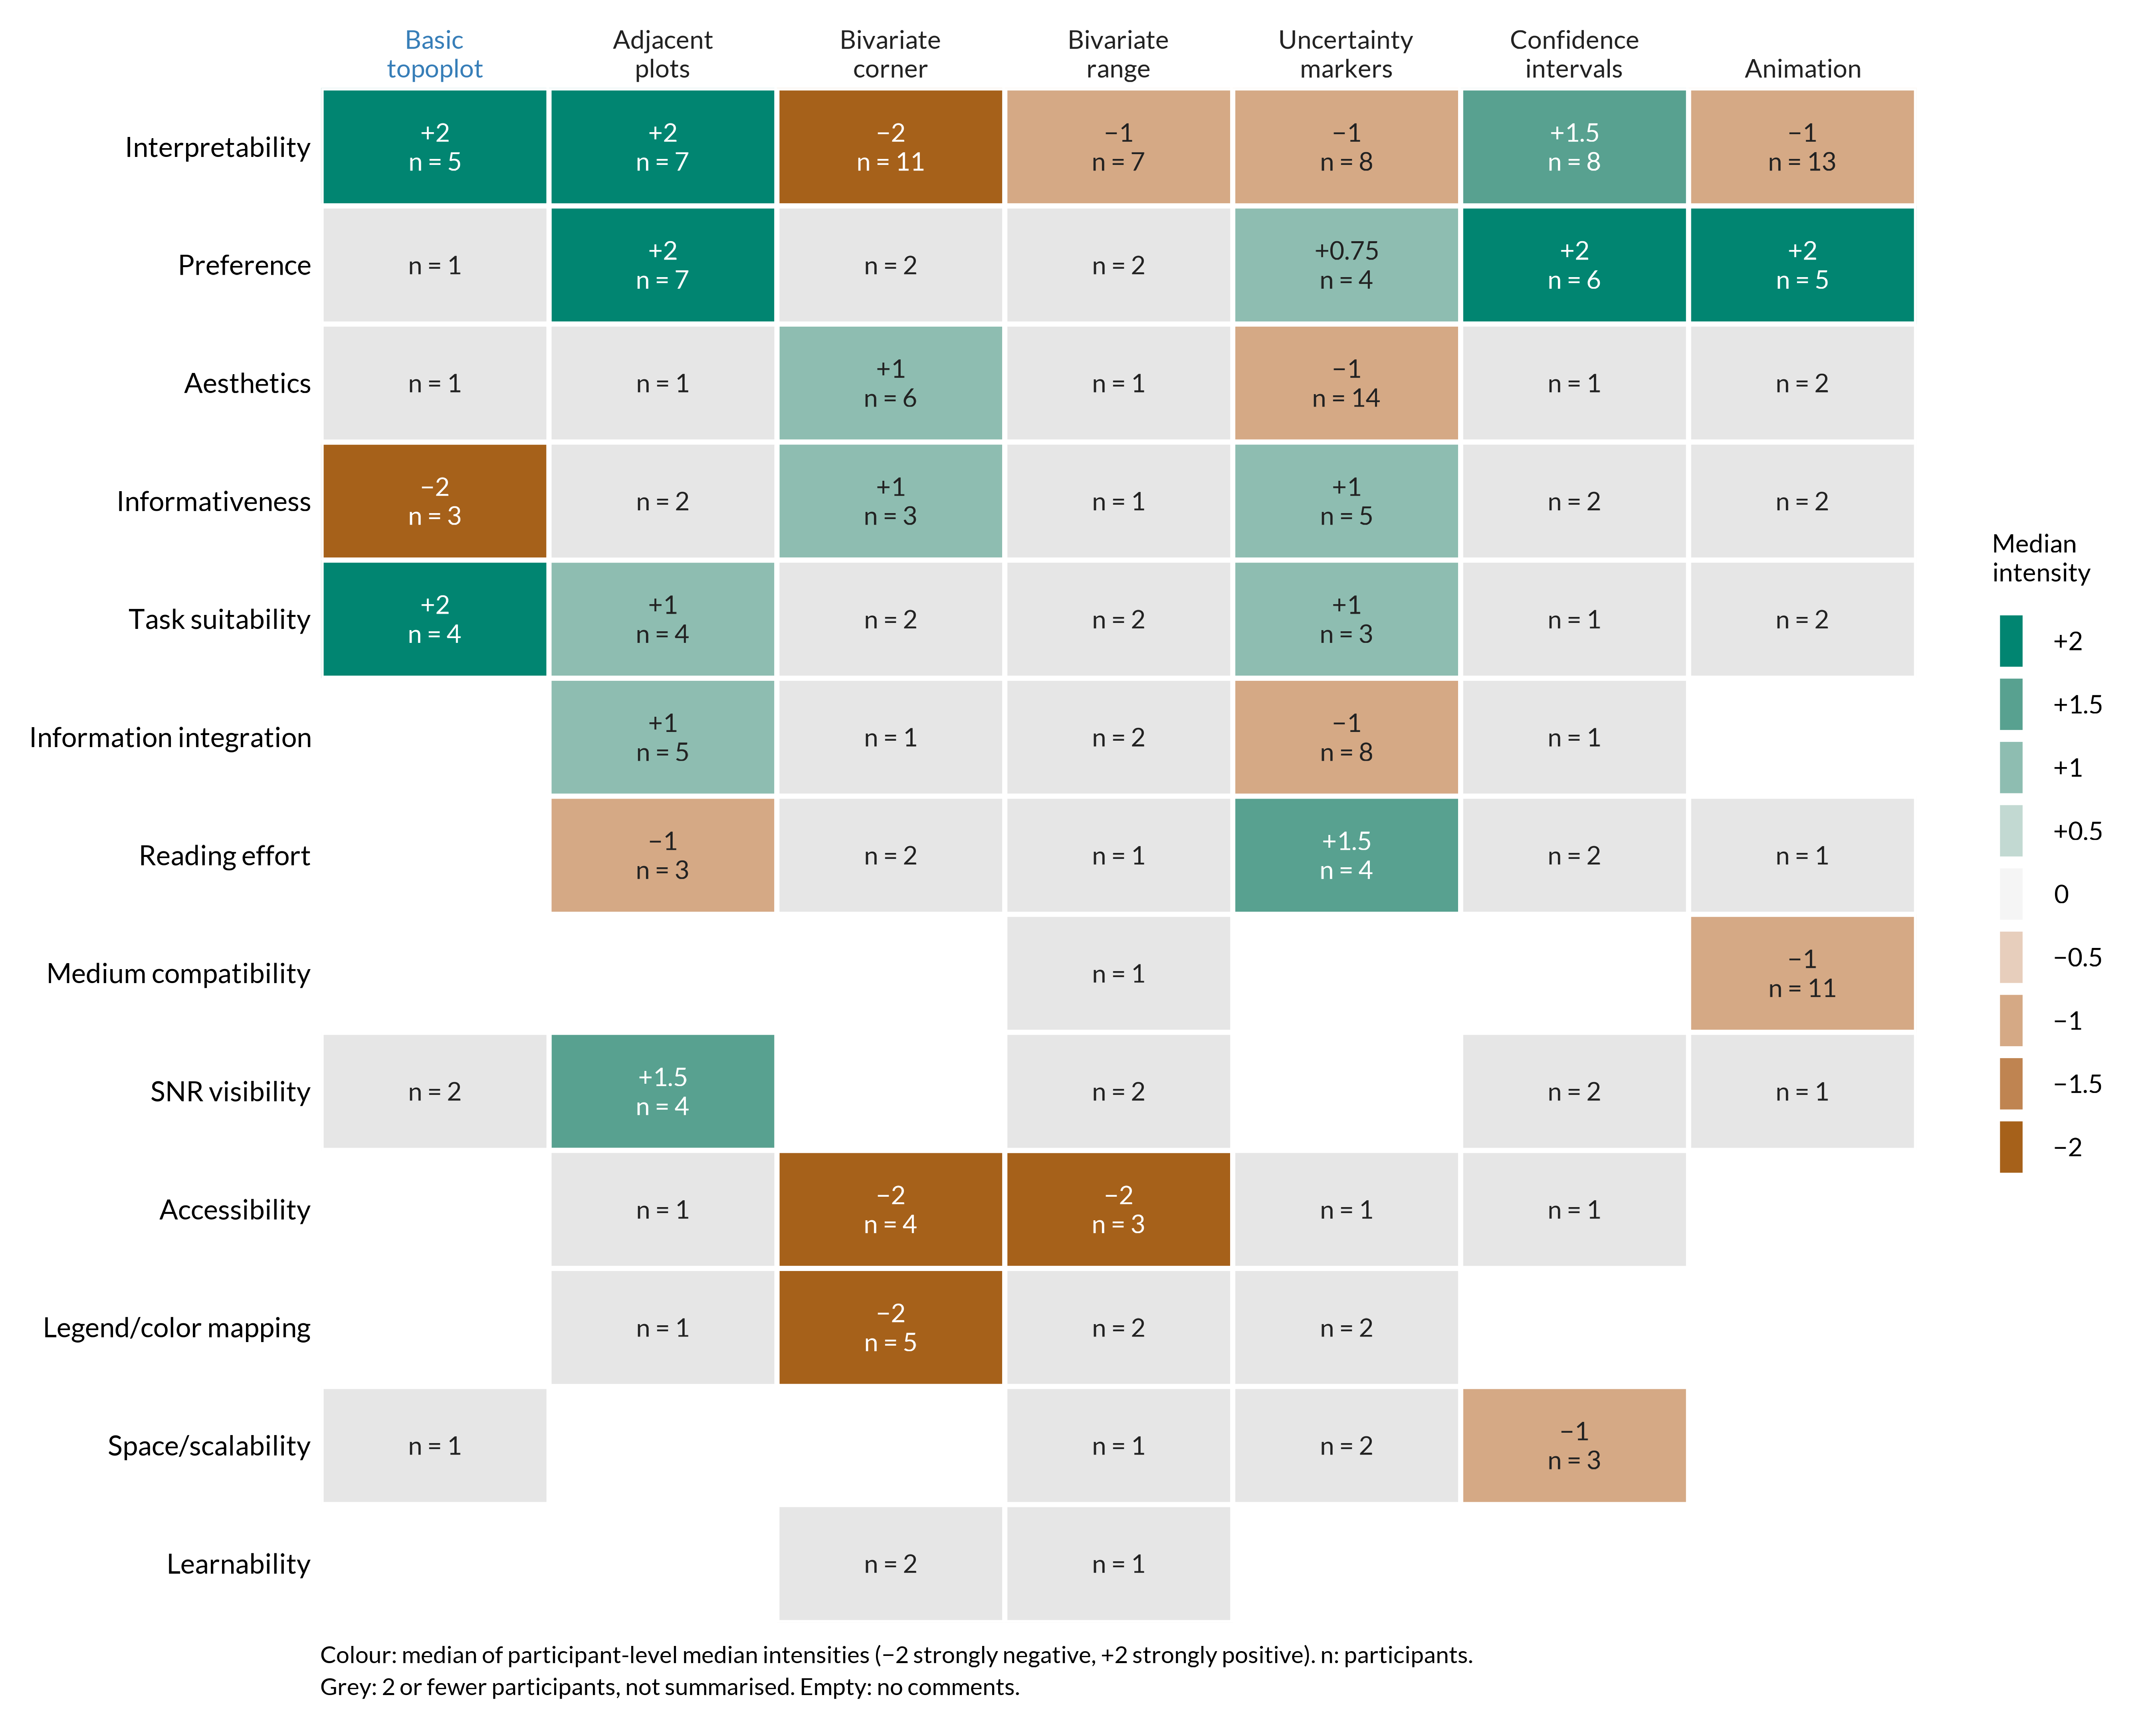 Basic topoplot
Adjacent plots
Bivariate corner
Bivariate range
Uncertainty markers
Confidence intervals
Animation
Interpretability
+2
n = 5
+2
n = 7
−2
n = 11
−1
n = 7
−1
n = 8
+1.5
n = 8
−1
n = 13
Preference
n = 1
+2
n = 7
n = 2
n = 2
+0.75
n = 4
+2
n = 6
+2
n = 5
Aesthetics
n = 1
n = 1
+1
n = 6
n = 1
−1
n = 14
n = 1
n = 2
Informativeness
−2
n = 3
n = 2
+1
n = 3
n = 1
+1
n = 5
n = 2
n = 2
Task suitability
+2
n = 4
+1
n = 4
n = 2
n = 2
+1
n = 3
n = 1
n = 2
Information integration
+1
n = 5
n = 1
n = 2
−1
n = 8
n = 1
Reading effort
−1
n = 3
n = 2
n = 1
+1.5
n = 4
n = 2
n = 1
Medium compatibility
n = 1
−1
n = 11
SNR visibility
n = 2
+1.5
n = 4
n = 2
n = 2
n = 1
Accessibility
n = 1
−2
n = 4
−2
n = 3
n = 1
n = 1
Legend/color mapping
n = 1
−2
n = 5
n = 2
n = 2
Space/scalability
n = 1
n = 1
n = 2
−1
n = 3
Learnability
n = 2
n = 1
Median
intensity
+2
+1.5
+1
+0.5
0
−0.5
−1
−1.5
−2
Colour: median of participant-level median intensities (−2 strongly negative, +2 strongly positive). n: participants.
Grey: 2 or fewer participants, not summarised. Empty: no comments.